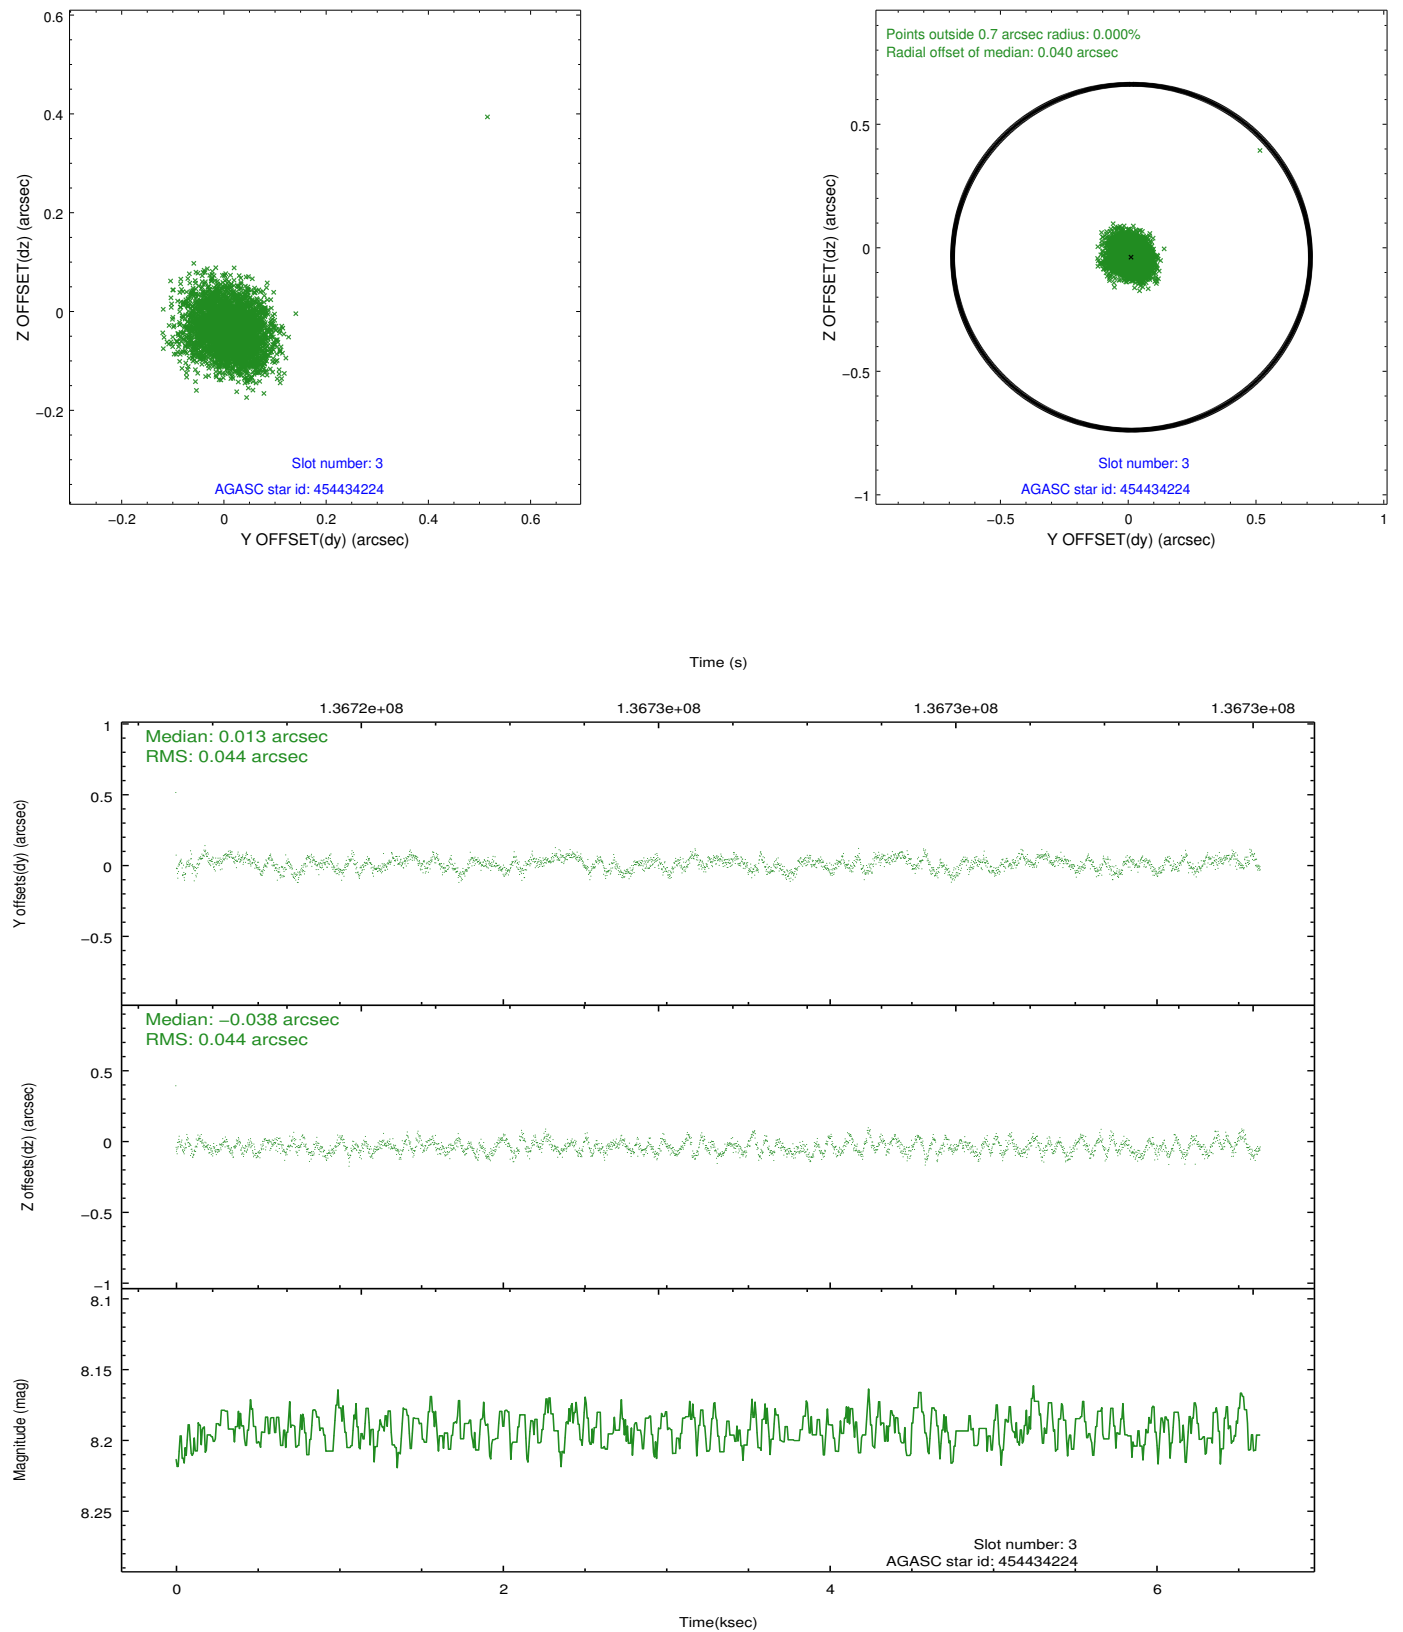 0.6
0.4
0.2
0
−0.2
Z OFFSET(dz) (arcsec)
Slot number: 3
AGASC star id: 454434224
−0.2 0 0.2 0.4 0.6
Y OFFSET(dy) (arcsec)
Points outside 0.7 arcsec radius: 0.000%
Radial offset of median: 0.040 arcsec
0.5
0
−0.5
−1
Z OFFSET(dz) (arcsec)
Slot number: 3
AGASC star id: 454434224
−0.5 0 0.5 1
Y OFFSET(dy) (arcsec)
Time (s)
1.3672e+08 1.3673e+08 1.3673e+08 1.3673e+08
Median: 0.013 arcsec
RMS: 0.044 arcsec
1
0.5
0
−0.5
Y offsets(dy) (arcsec)
Median: −0.038 arcsec
RMS: 0.044 arcsec
0.5
0
−0.5
−1
Z offsets(dz) (arcsec)
8.1
8.15
8.2
8.25
Magnitude (mag)
Slot number: 3
AGASC star id: 454434224
0 2 4 6
Time(ksec)